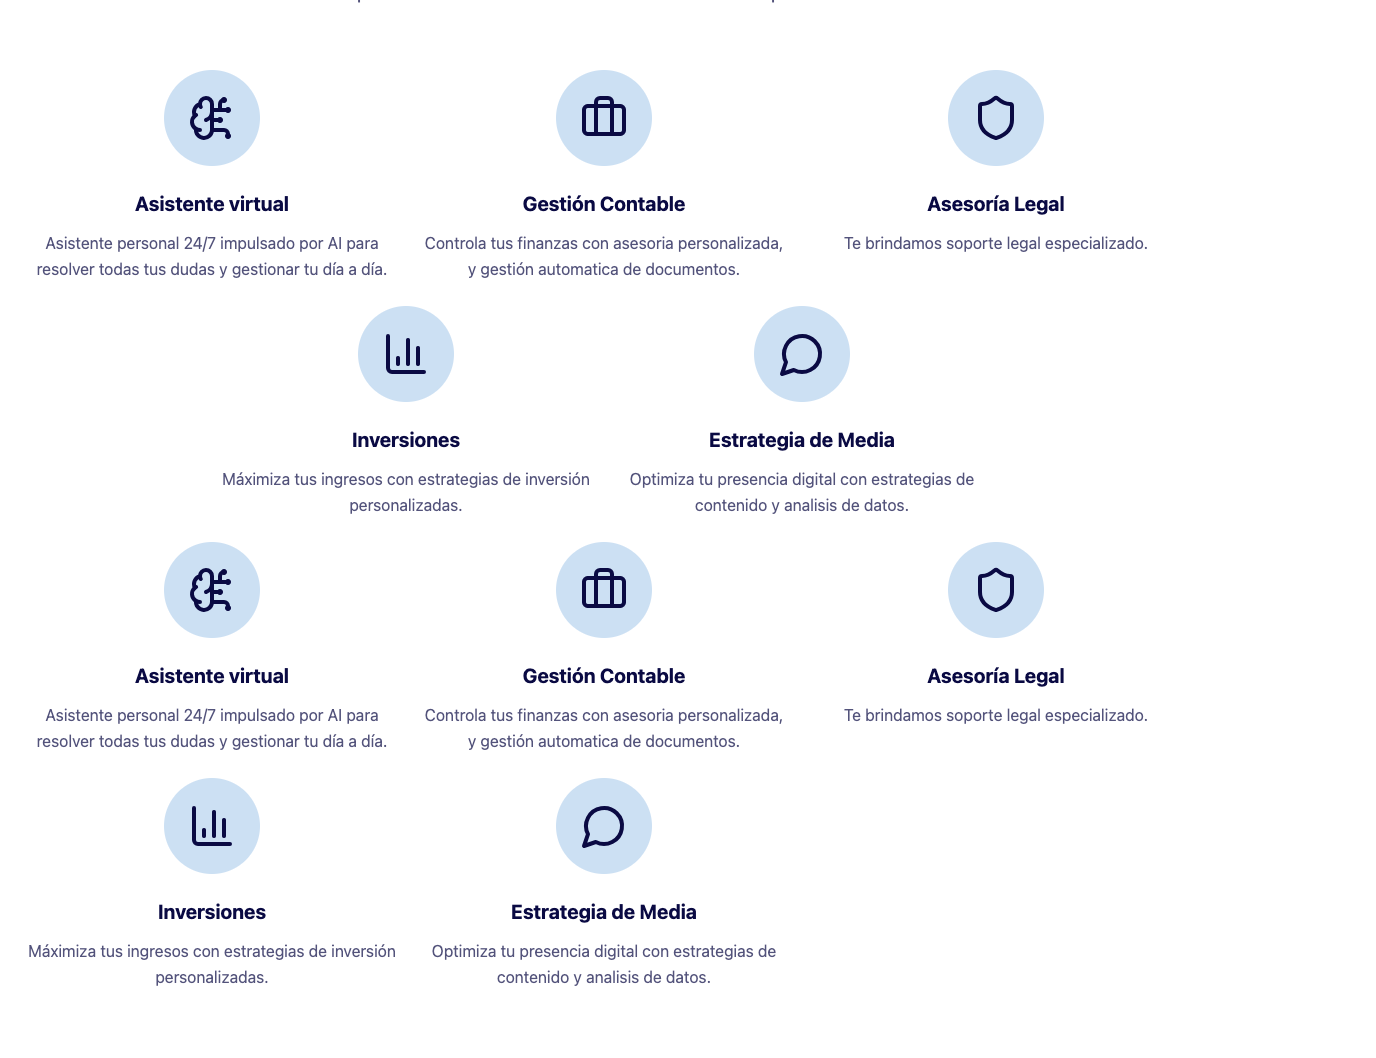 Asistente virtual
Asistente personal 24/7 impulsado por AI para
resolver todas tus dudas y gestionar tu día a día.
Gestión Contable
Controla tus finanzas con asesoria personalizada,
y gestión automatica de documentos.
Asesoría Legal
Te brindamos soporte legal especializado.
Inversiones
Máximiza tus ingresos con estrategias de inversión
personalizadas.
Estrategia de Media
Optimiza tu presencia digital con estrategias de
contenido y analisis de datos.
Asistente virtual
Asistente personal 24/7 impulsado por AI para
resolver todas tus dudas y gestionar tu día a día.
Gestión Contable
Controla tus finanzas con asesoria personalizada,
y gestión automatica de documentos.
Asesoría Legal
Te brindamos soporte legal especializado.
Inversiones
Máximiza tus ingresos con estrategias de inversión
personalizadas.
Estrategia de Media
Optimiza tu presencia digital con estrategias de
contenido y analisis de datos.